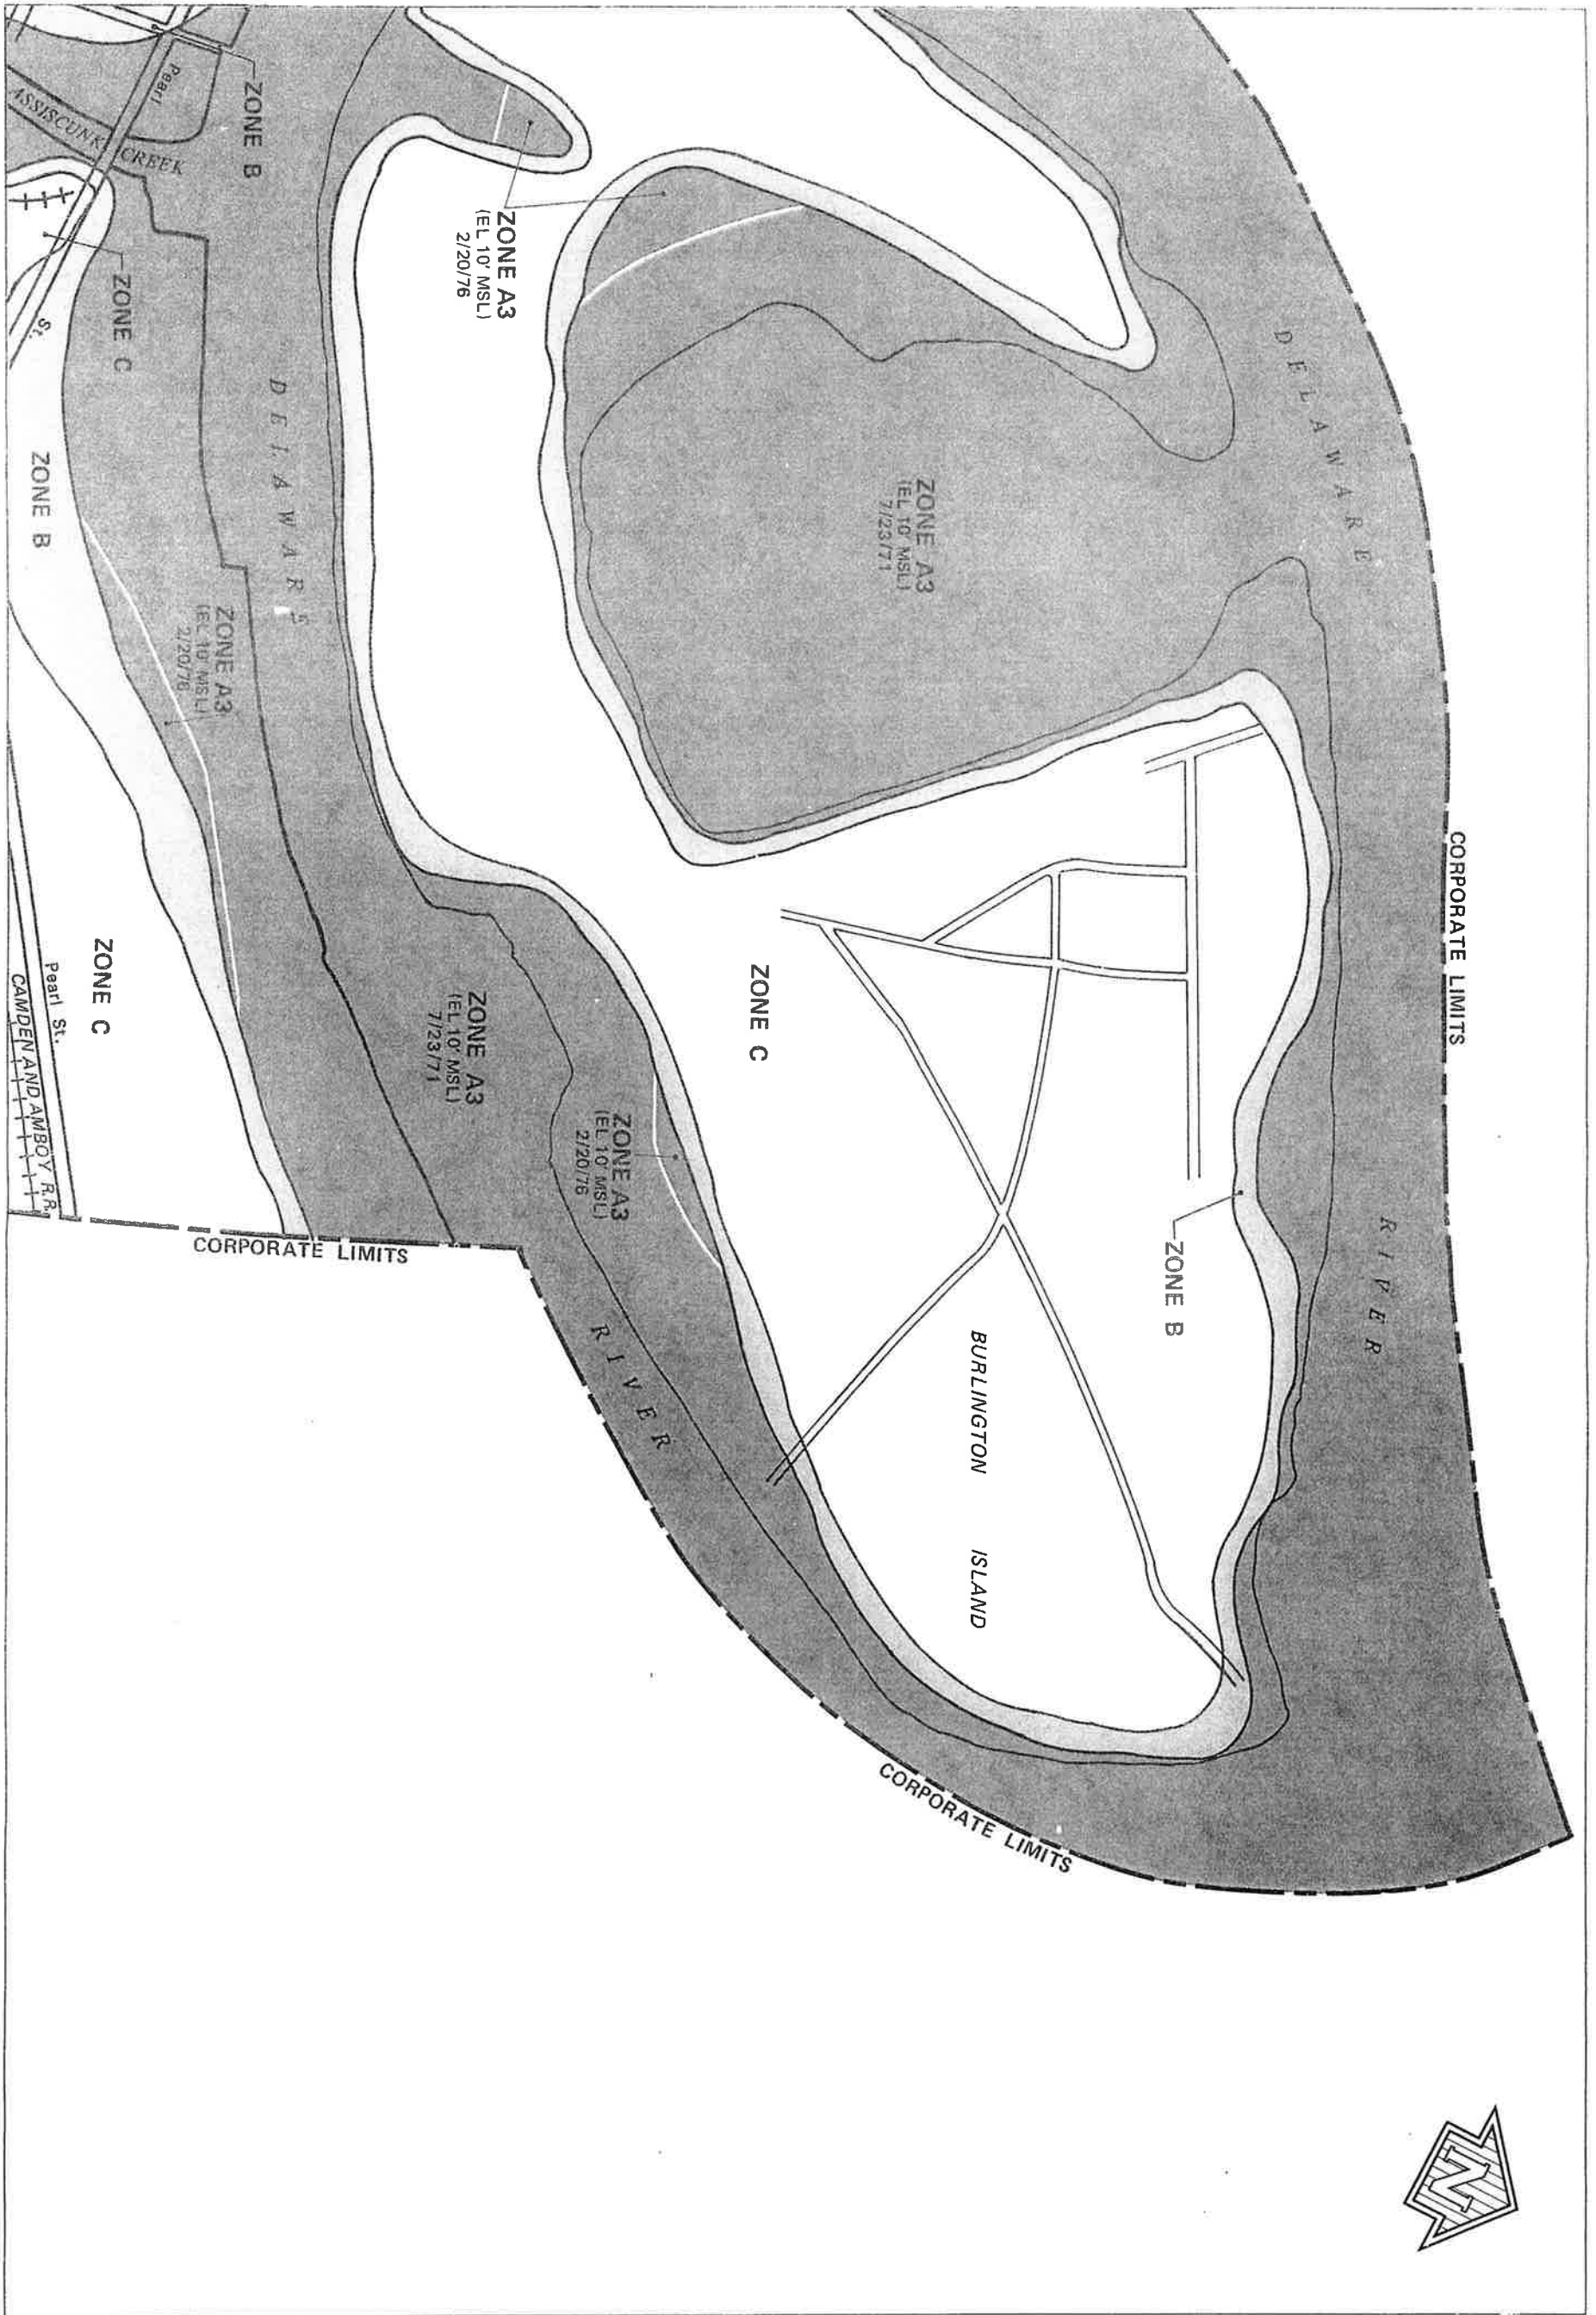 CORPORATE LIMITS
DELAWARE
RIVER
ZONE B
BURLINGTON ISLAND
ZONE A3
(EL 10' MSL)
7/23/71
ZONE C
ZONE A3
(EL 10' MSL)
2/20/76
ZONE A3
(EL 10' MSL)
2/20/76
RIVER
ZONE A3
(EL 10' MSL)
7/23/71
DELAWARE
ZONE B
ZONE A3
(EL 10' MSL)
2/20/76
Pearl
ASSISCUNK CREEK
ZONE C
St.
ZONE B
ZONE C
Pearl St.
CAMDEN AND AMBOY R.R.
CORPORATE LIMITS
CORPORATE LIMITS
N